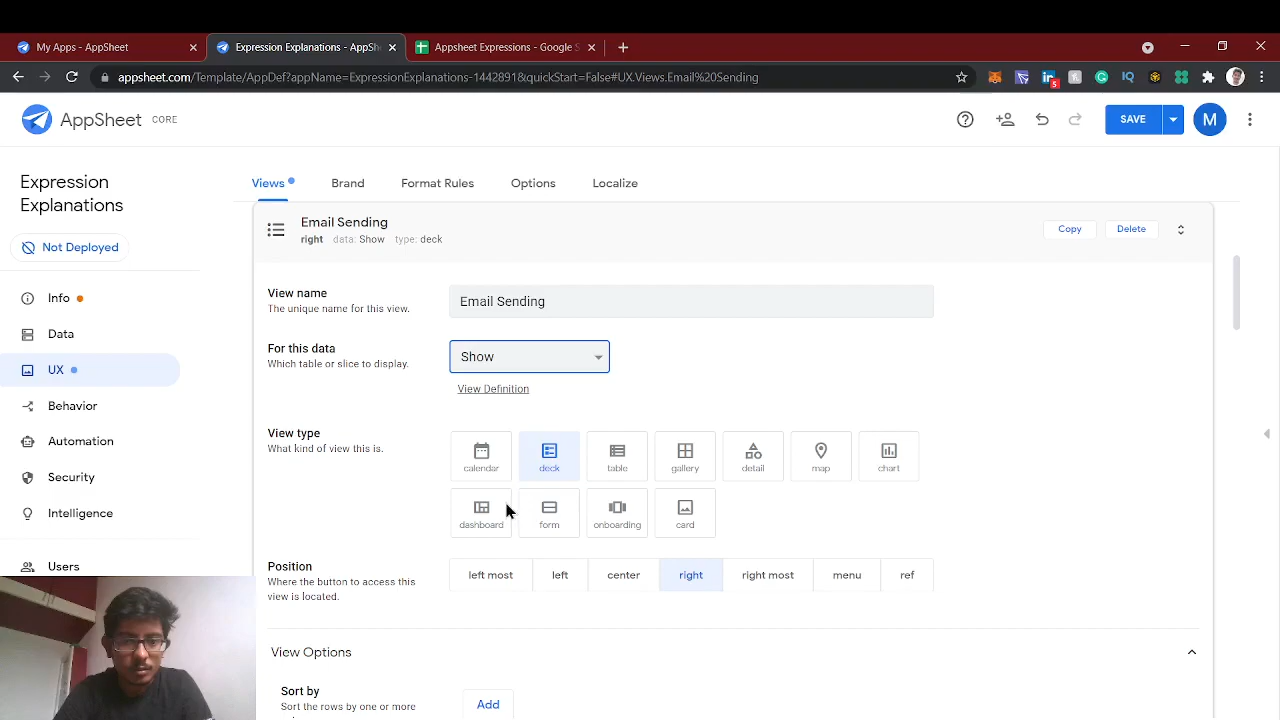 My Apps - AppSheet
Expression Explanations - AppSh
Appsheet Expressions - Google S
appsheet.com/Template/AppDef?appName=ExpressionExplanations-14428918&quickStart=False#UX.Views.Email%20Sending
5
AppSheet CORE
SAVE
M
Expression Explanations
Views
Brand
Format Rules
Options
Localize
Not Deployed
Info
Data
UX
Behavior
Automation
Security
Intelligence
Users
Email Sending
right data: Show type: deck
Copy
Delete
View name
The unique name for this view.
Email Sending
For this data
Which table or slice to display.
Show
View Definition
View type
What kind of view this is.
calendar
deck
table
gallery
detail
map
chart
dashboard
form
onboarding
card
Position
Where the button to access this
view is located.
left most
left
center
right
right most
menu
ref
View Options
Sort by
Sort the rows by one or more
Add